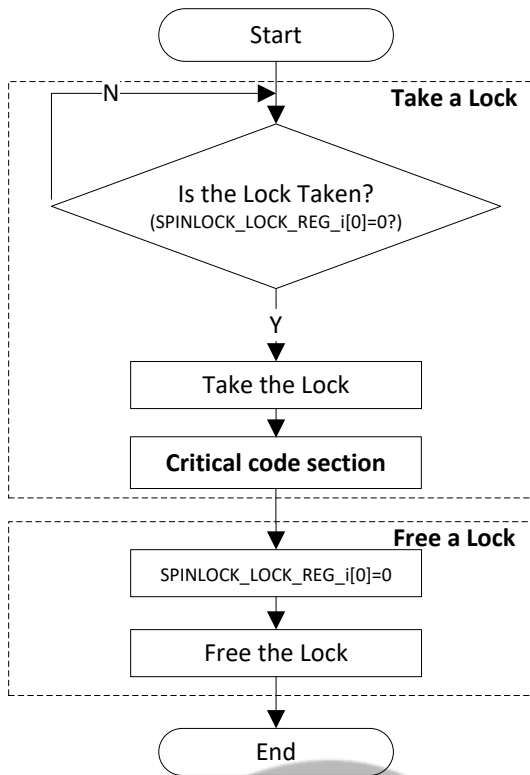 Start
N
Take a Lock
Is the Lock Taken?
(SPINLOCK_LOCK_REG_i[0]=0?)
Y
Take the Lock
Critical code section
Free a Lock
SPINLOCK_LOCK_REG_i[0]=0
Free the Lock
End